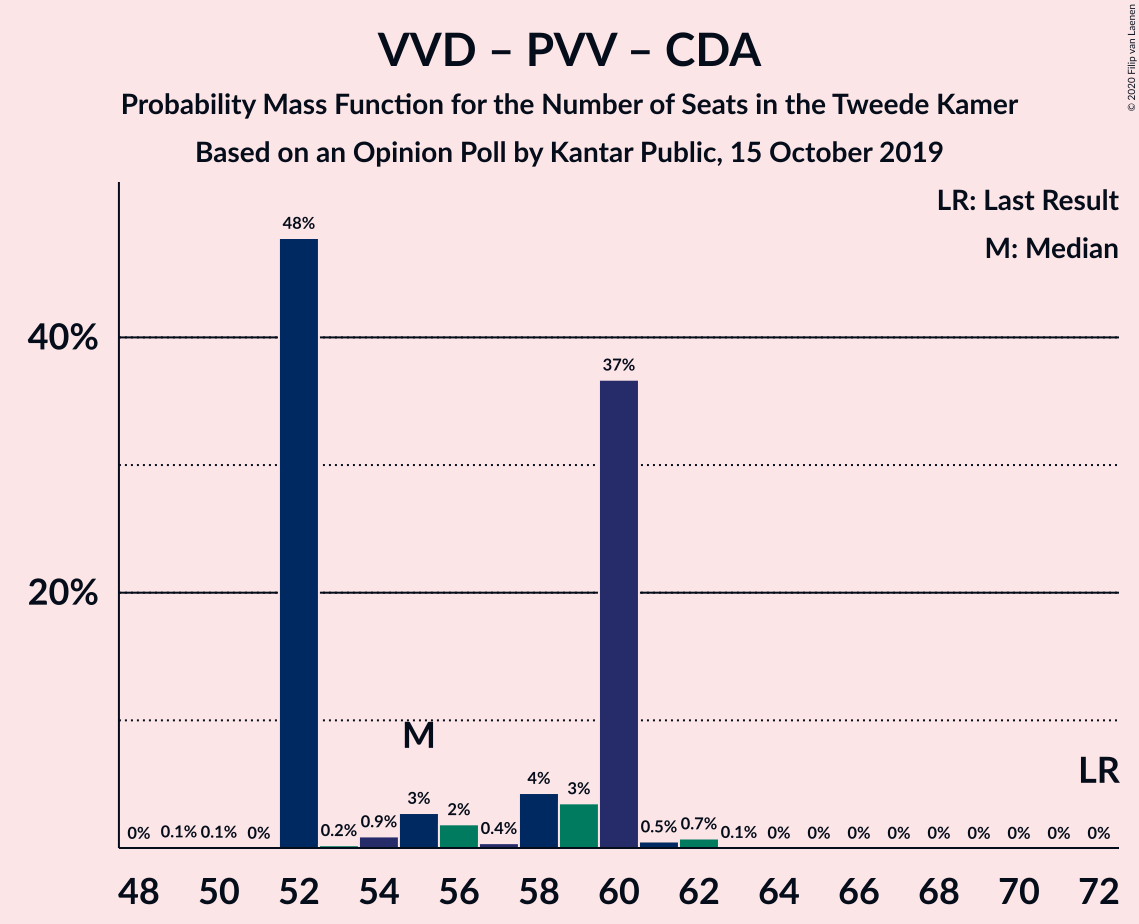 VVD – PVV – CDA
Probability Mass Function for the Number of Seats in the Tweede Kamer
Based on an Opinion Poll by Kantar Public, 15 October 2019
© 2020 Filip van Laenen
LR: Last Result
M: Median
48%
40%
37%
20%
M
LR
0% 0.1% 0.1% 0% 0.2% 0.9% 3% 2% 0.4% 4% 3% 0.5% 0.7% 0.1% 0% 0% 0% 0% 0% 0% 0% 0% 0%
48 50 52 54 56 58 60 62 64 66 68 70 72